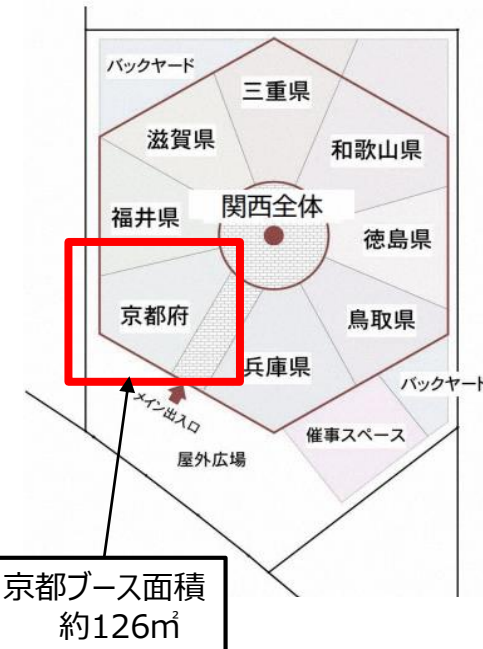 バックヤード
三重県
滋賀県
和歌山県
関西全体
福井県
徳島県
京都府
鳥取県
兵庫県
バックヤード
メイン出入口
催事スペース
屋外広場
京都ブース面積
約126㎡